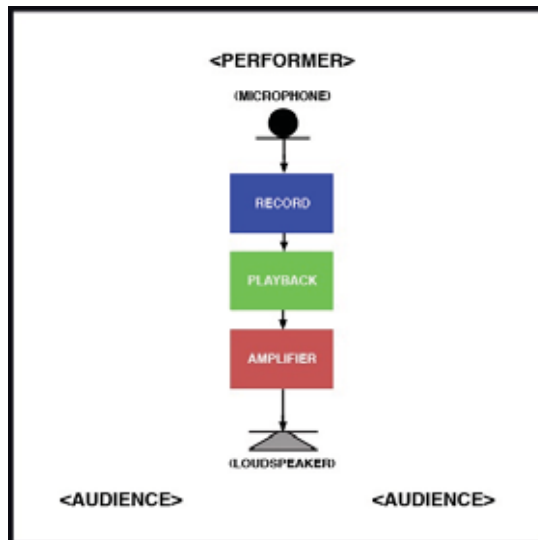 <PERFORMER>
(MICROPHONE)
RECORD
PLAYBACK
AMPLIFIER
(LOUDSPEAKER)
<AUDIENCE> <AUDIENCE>